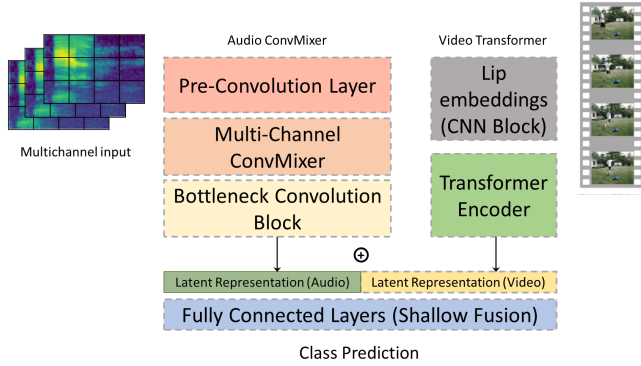 Audio ConvMixer
Video Transformer
Multichannel input
Pre-Convolution Layer
Multi-Channel
ConvMixer
Bottleneck Convolution
Block
Lip
embeddings
(CNN Block)
Transformer
Encoder
Latent Representation (Audio)
Latent Representation (Video)
Fully Connected Layers (Shallow Fusion)
Class Prediction